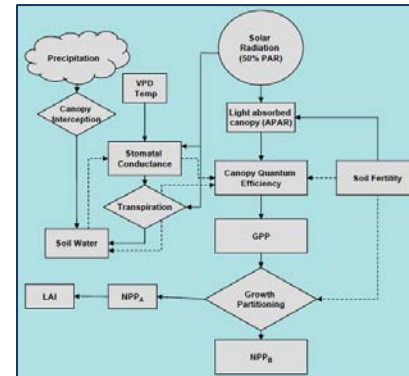 Precipitation
Solar
Radiation
(50% PAR)
VPD
Temp
Canopy
Interception
Light absorbed
canopy (APAR)
Stomatal
Conductance
Canopy Quantum
Efficiency
Soil Fertility
Transpiration
Soil Water
GPP
LAI
NPPA
Growth
Partitioning
NPPB